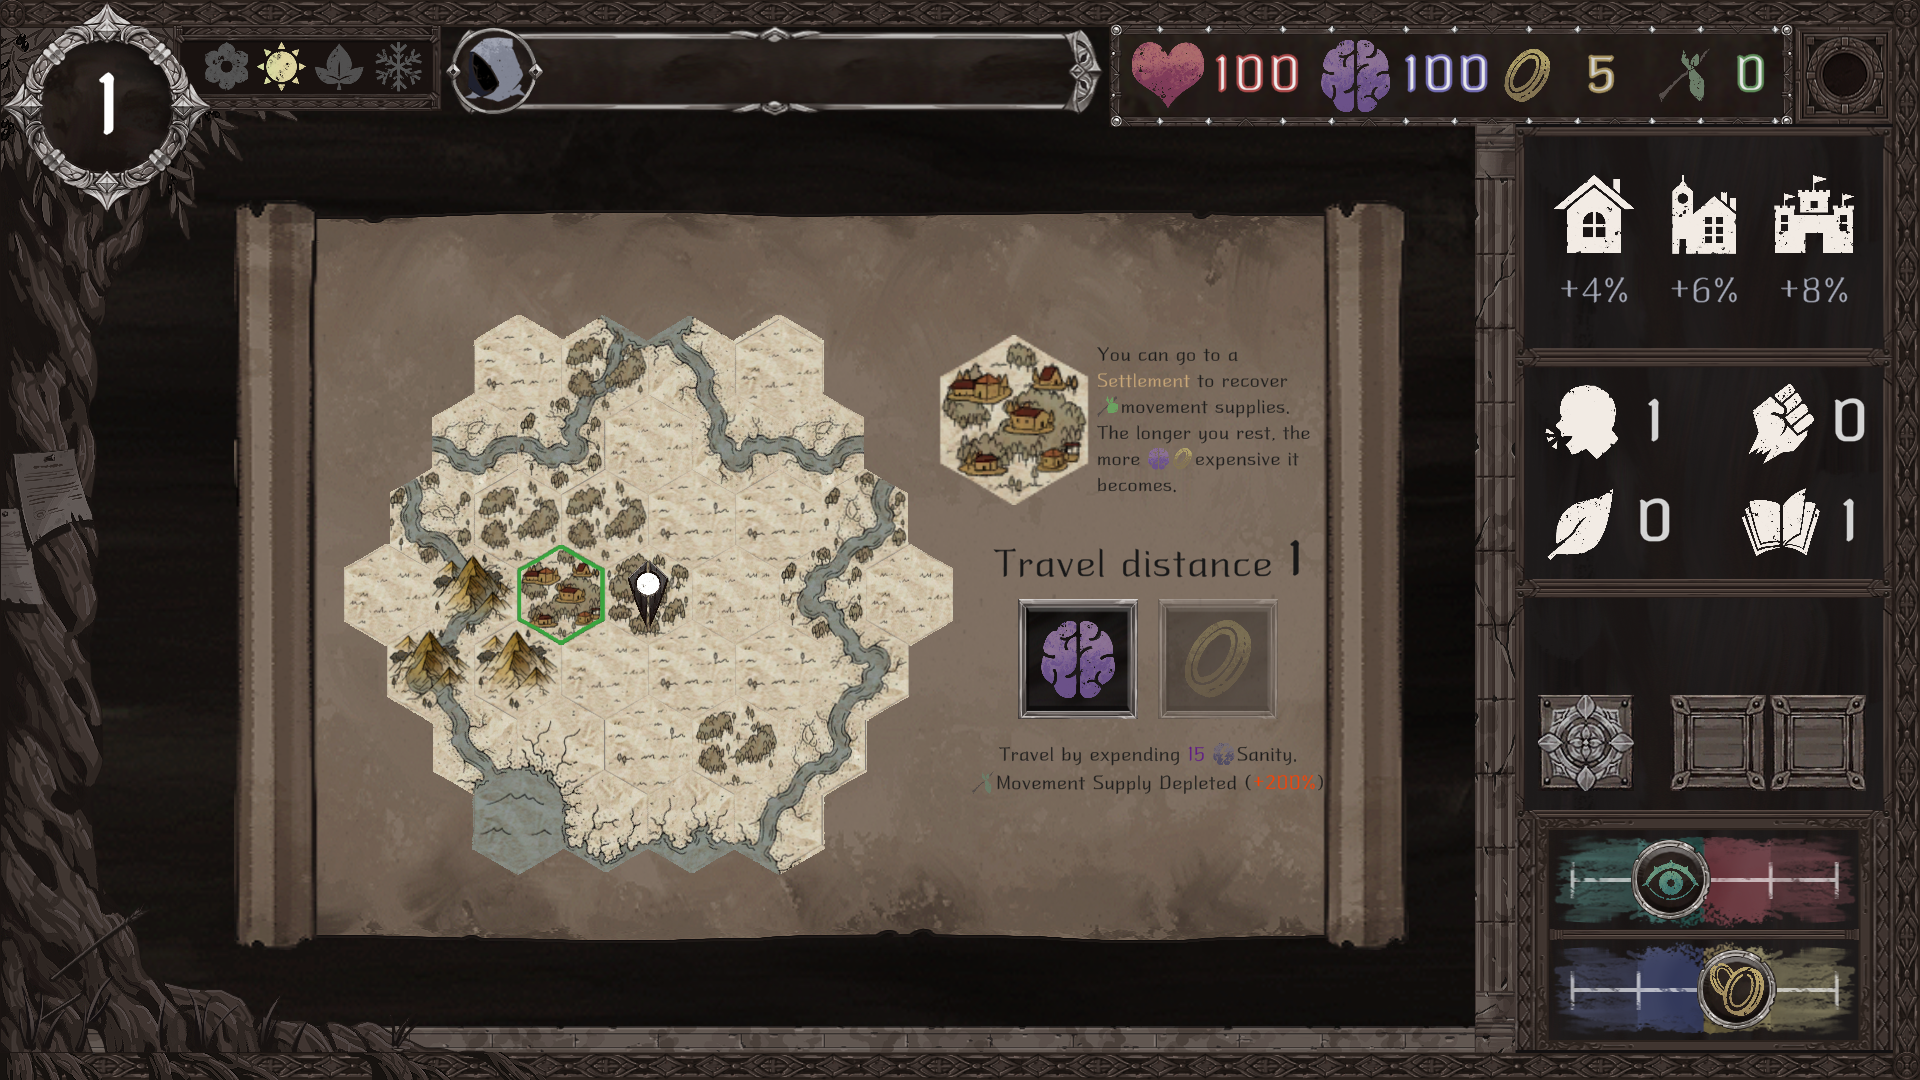 1
100
100
5
0
+4%
+6%
+8%
You can go to a
Settlement to recover
movement supplies.
The longer you rest, the
more expensive it
becomes.
1
0
0
1
Travel distance 1
Travel by expending 15 Sanity.
Movement Supply Depleted (+200%)